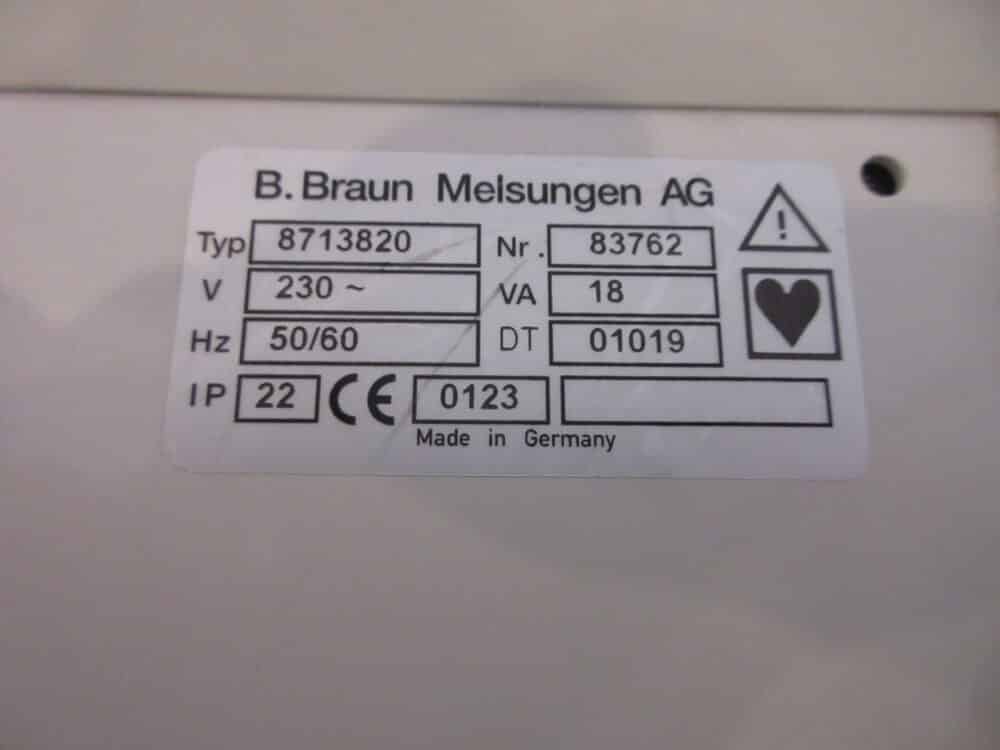 B. Braun Melsungen AG
Typ 8713820 Nr. 83762
V 230 ~ VA 18
Hz 50/60 DT 01019
IP 22 CE 0123
Made in Germany